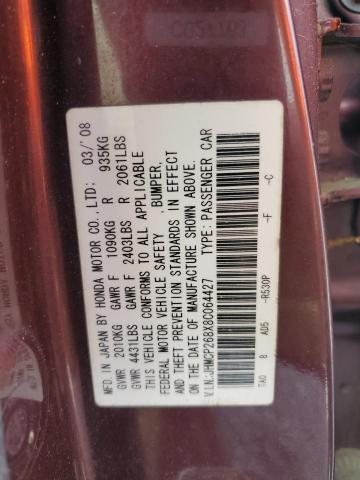 MFD. IN JAPAN BY HONDA MOTOR CO., LTD: 03/'08
GVWR 2010KG GAWR F 1090KG R 935KG
GVWR 4431LBS GAWR F 2403LBS R 2061LBS
THIS VEHICLE CONFORMS TO ALL APPLICABLE
FEDERAL MOTOR VEHICLE SAFETY , BUMPER,
AND THEFT PREVENTION STANDARDS IN EFFECT
ON THE DATE OF MANUFACTURE SHOWN ABOVE.
V.I.N.:JHMCP268X8C064427 TYPE: PASSENGER CAR
TA0 8 A05 -R530P -F -C